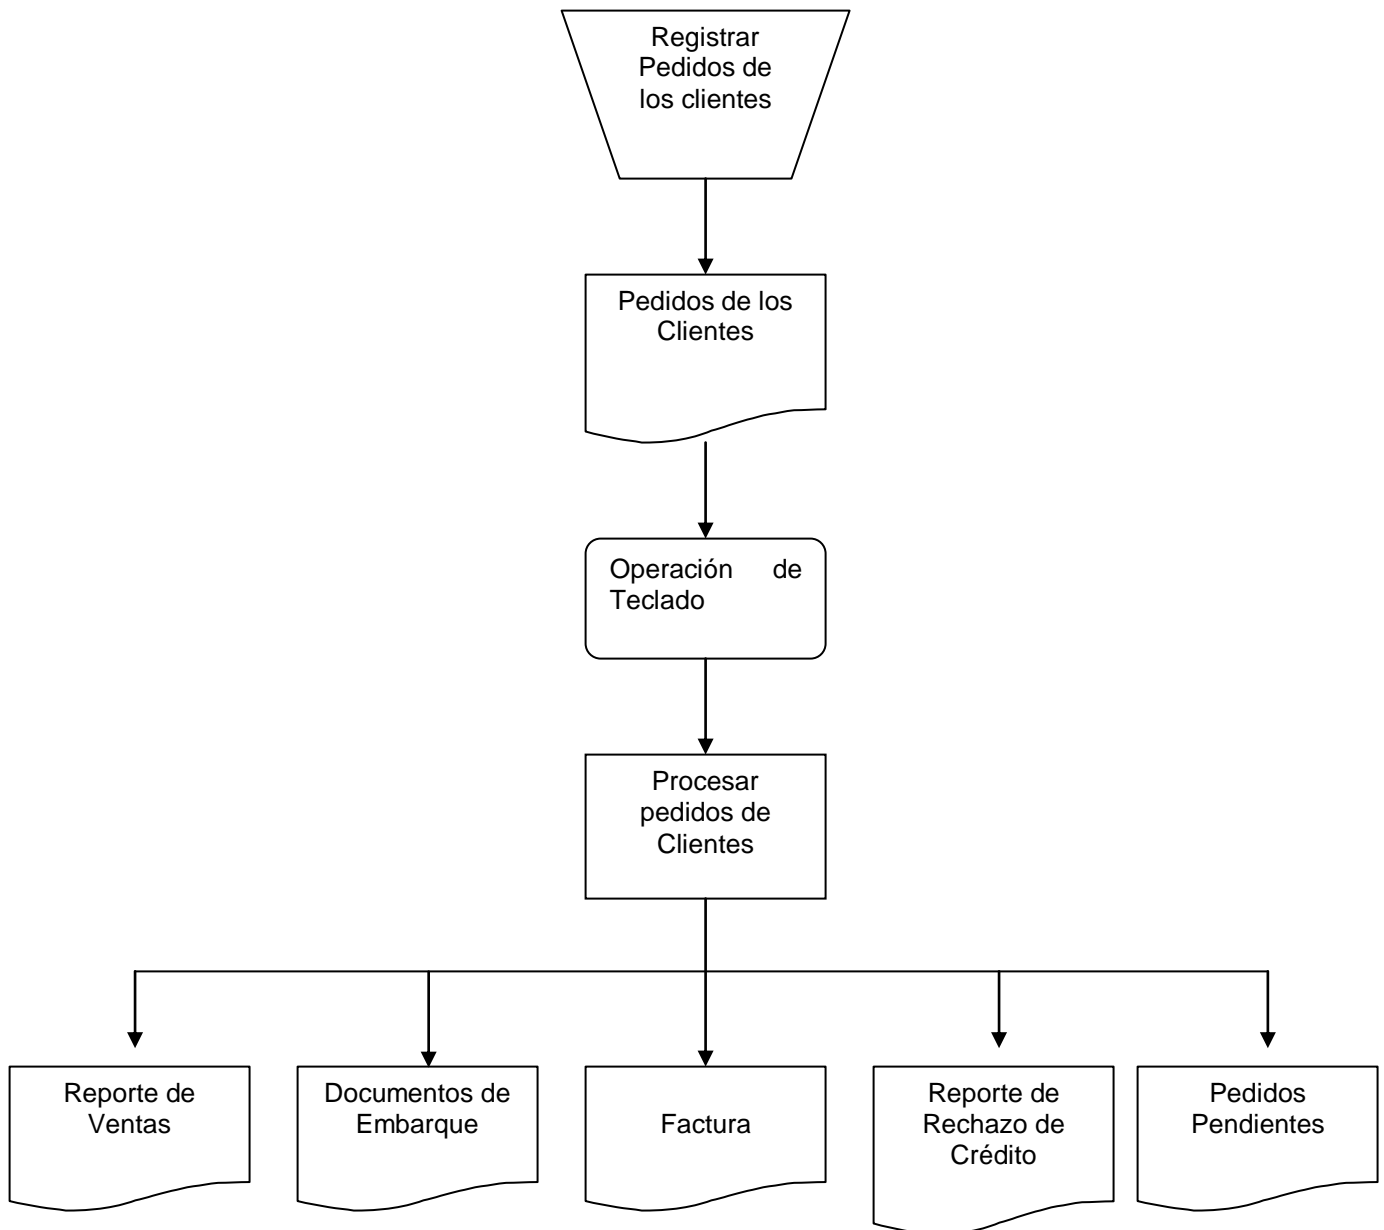 Registrar
Pedidos de
los clientes
Pedidos de los
Clientes
Operación de
Teclado
Procesar
pedidos de
Clientes
Reporte de
Ventas
Documentos de
Embarque
Factura
Reporte de
Rechazo de
Crédito
Pedidos
Pendientes